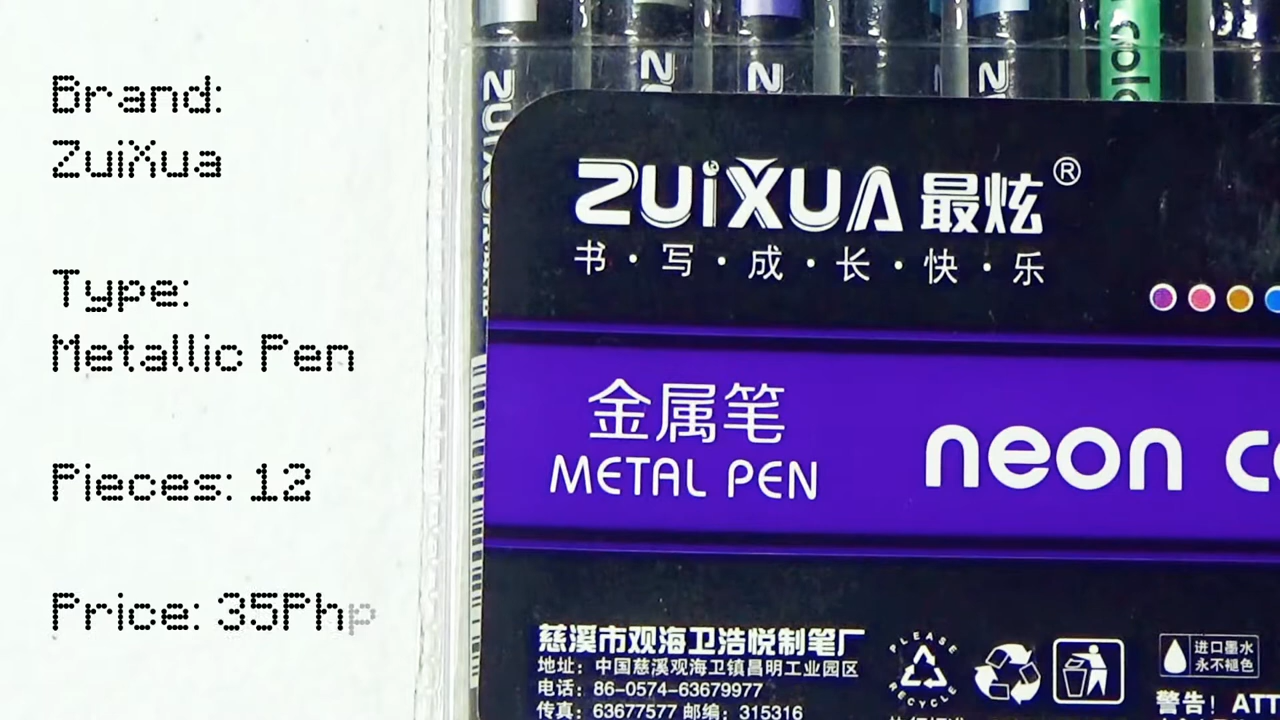 Brand:
ZuiXua
Type:
Metallic Pen
Pieces: 12
Price: 35Php
ZUiXUA 最炫®
书·写·成·长·快·乐
金属笔
METAL PEN
neon
慈溪市观海卫浩悦制笔厂
地址：中国慈溪观海卫镇昌明工业园区
电话：86-0574-63679977
传真：63677577 邮编：315316
PLEASE
RECYCLE
进口墨水
永不褪色
警告！